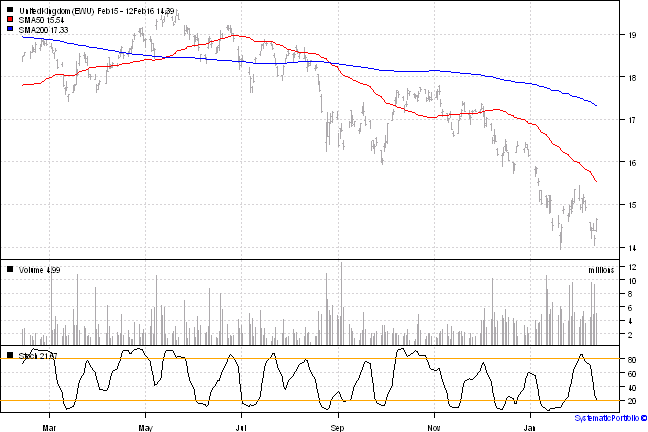 UnitedKingdom (EWU) Feb15 - 12Feb16 14.69
SMA50 15.54
SMA200 17.33
19
18
17
16
15
14
Volume 4.99
millions
12
10
8
6
4
2
Stoch 21.67
80
60
40
20
Mar May Jul Sep Nov Jan
SystematicPortfolio ©